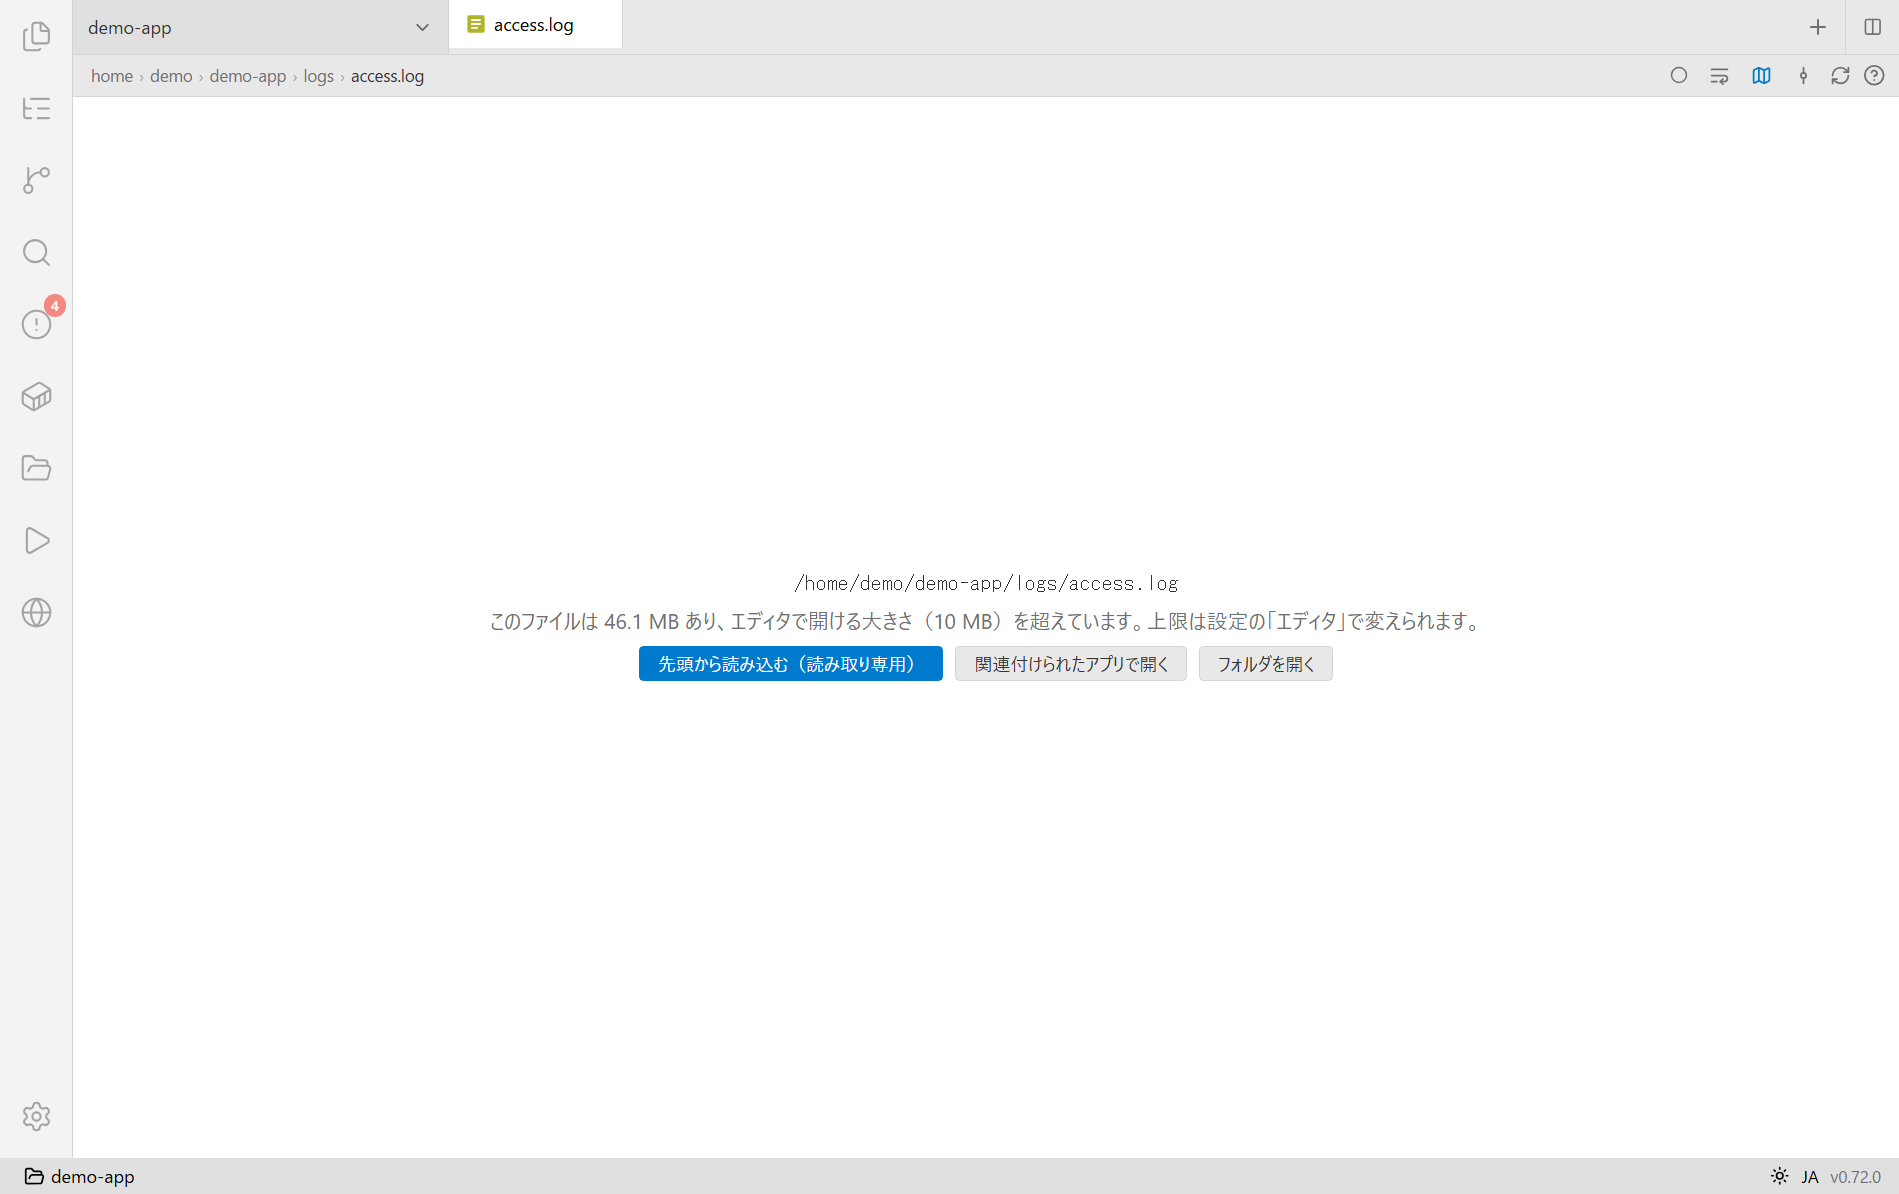 demo-app
access.log
home › demo › demo-app › logs › access.log
4
/home/demo/demo-app/logs/access.log
このファイルは 46.1 MB あり、エディタで開ける大きさ（10 MB）を超えています。上限は設定の「エディタ」で変えられます。
先頭から読み込む（読み取り専用） 関連付けられたアプリで開く フォルダを開く
demo-app
JA v0.72.0